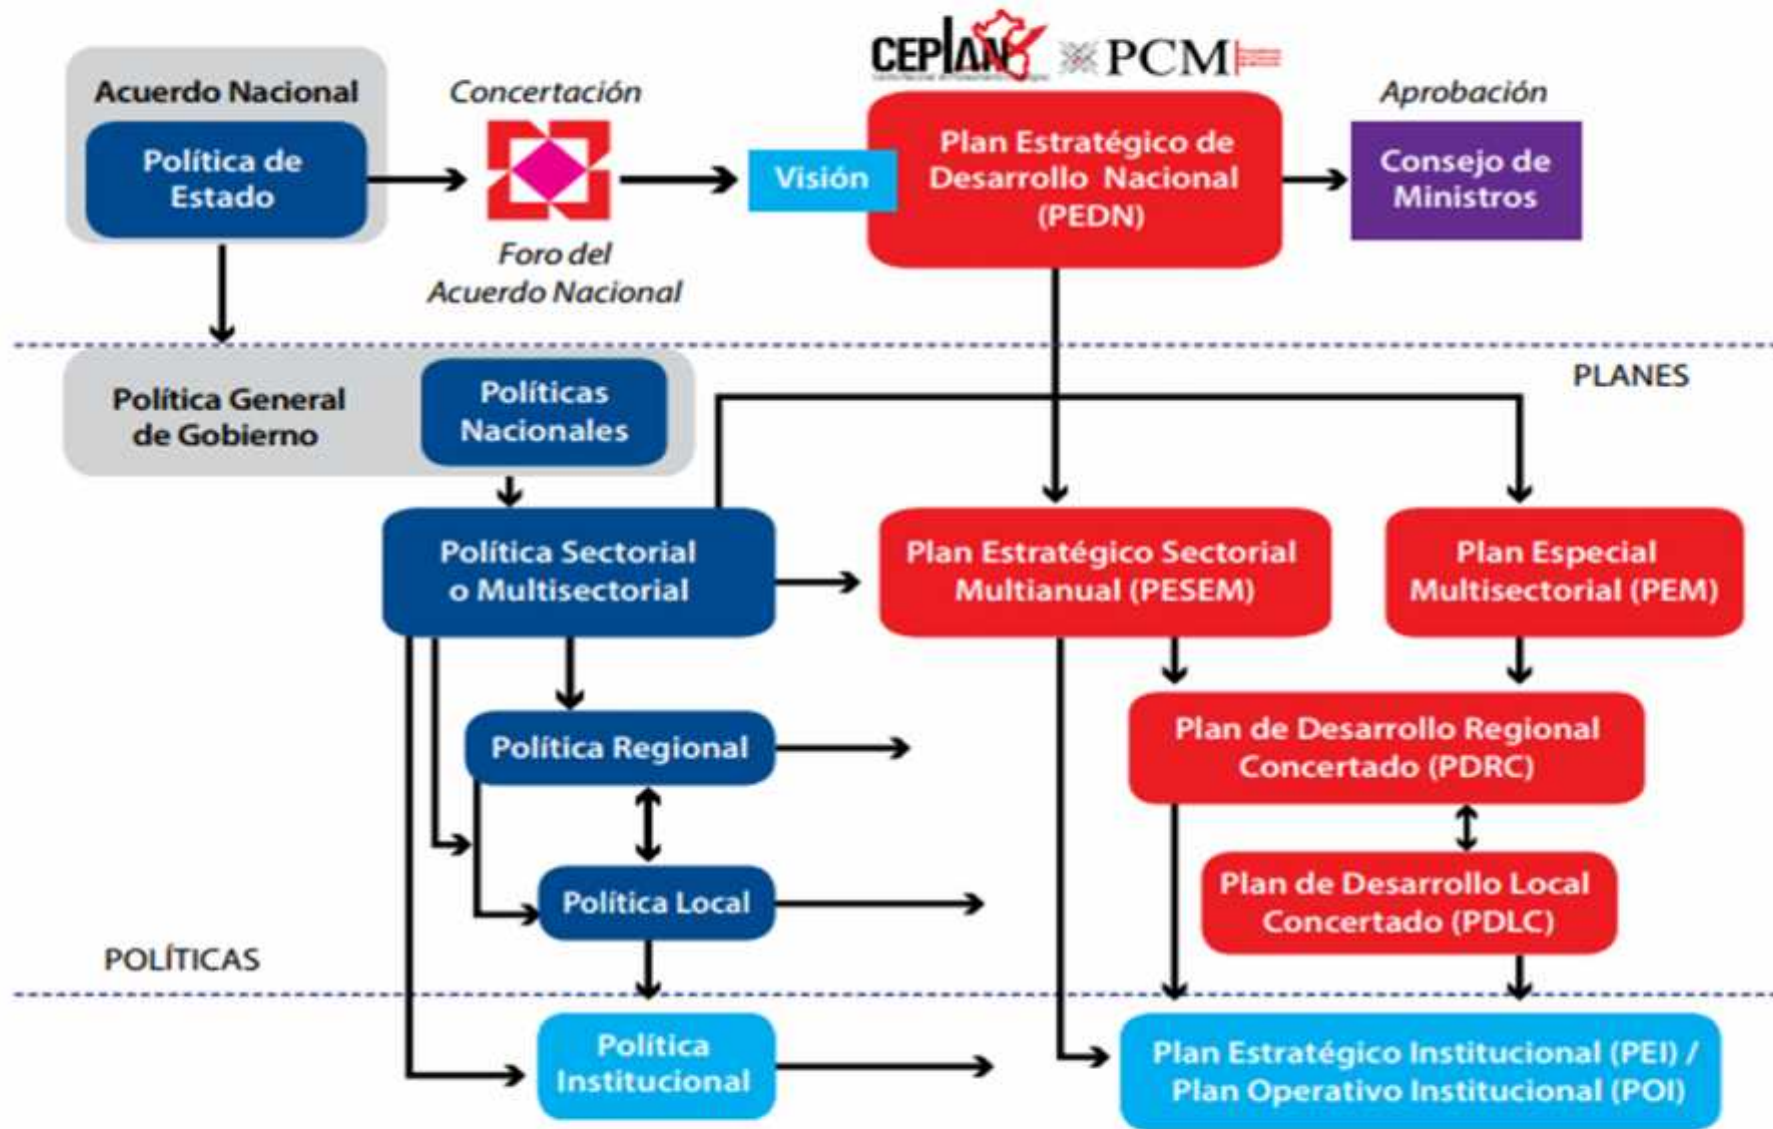 CEPLAN
PCM
Acuerdo Nacional
Política de
Estado
Concertación
Foro del
Acuerdo Nacional
Visión
Plan Estratégico de
Desarrollo Nacional
(PEDN)
Aprobación
Consejo de
Ministros
PLANES
Política General
de Gobierno
Políticas
Nacionales
Política Sectorial
o Multisectorial
Plan Estratégico Sectorial
Multianual (PESEM)
Plan Especial
Multisectorial (PEM)
Política Regional
Plan de Desarrollo Regional
Concertado (PDRC)
Política Local
Plan de Desarrollo Local
Concertado (PDLC)
POLÍTICAS
Política
Institucional
Plan Estratégico Institucional (PEI) /
Plan Operativo Institucional (POI)